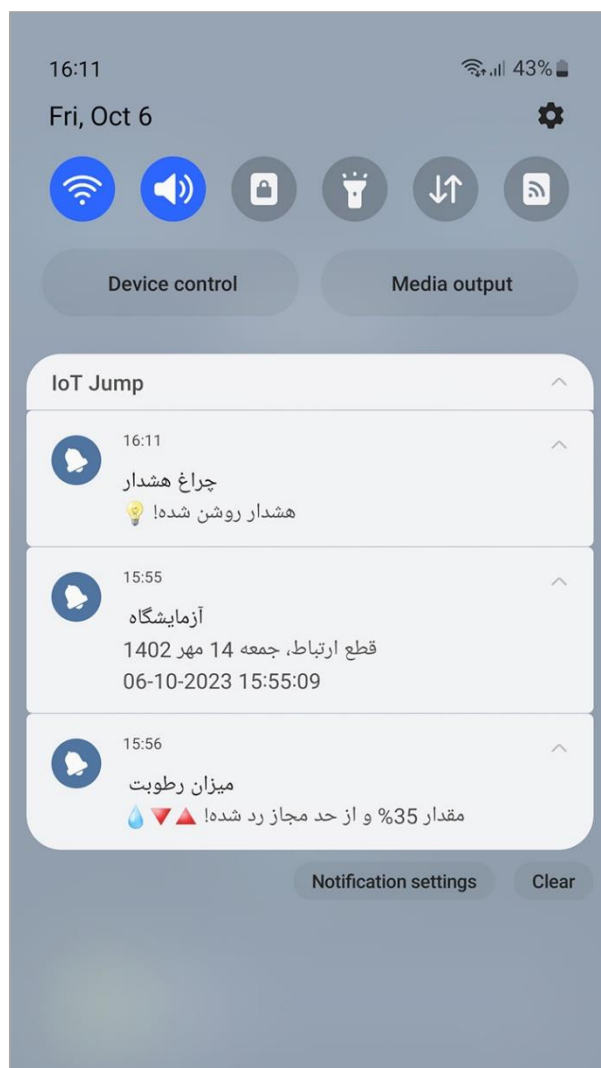 16:11
43%
Fri, Oct 6
Device control
Media output
IoT Jump
16:11
چراغ هشدار
هشدار روشن شده! 💡
15:55
آزمایشگاه
قطع ارتباط، جمعه 14 مهر 1402
06-10-2023 15:55:09
15:56
میزان رطوبت
مقدار 35% و از حد مجاز رد شده! 🔺🔻💧
Notification settings
Clear